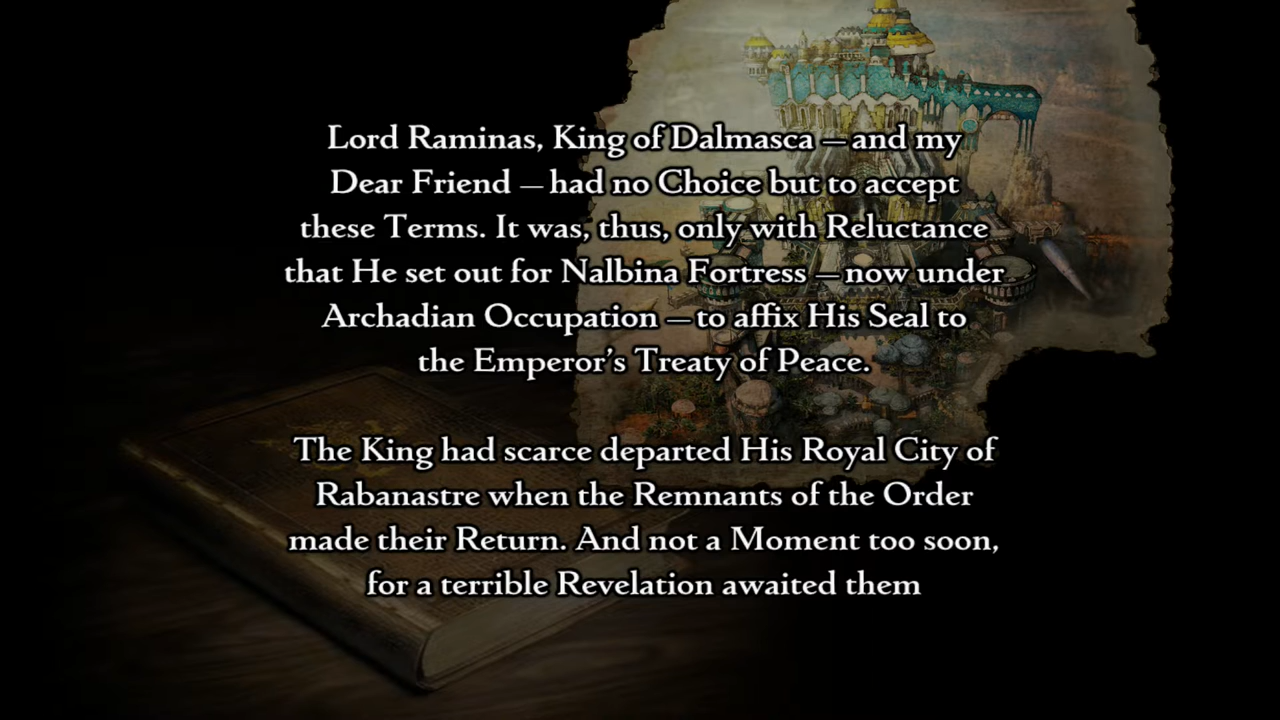 Lord Raminas, King of Dalmasca – and my
Dear Friend – had no Choice but to accept
these Terms. It was, thus, only with Reluctance
that He set out for Nalbina Fortress – now under
Archadian Occupation – to affix His Seal to
the Emperor’s Treaty of Peace.
The King had scarce departed His Royal City of
Rabanastre when the Remnants of the Order
made their Return. And not a Moment too soon,
for a terrible Revelation awaited them